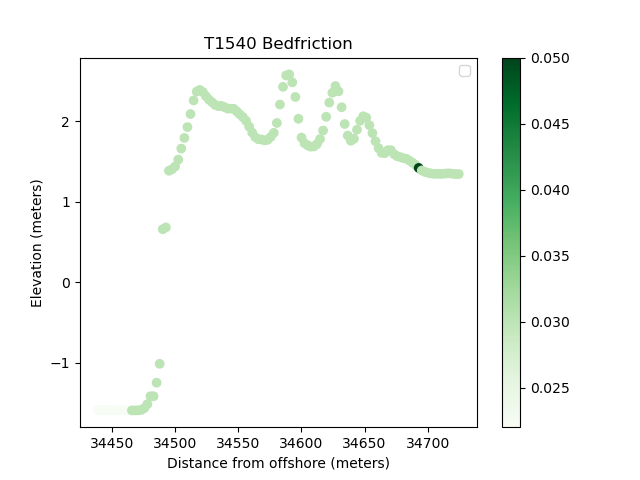 T1540 Bedfriction
Elevation (meters)
2
1
0
−1
34450 34500 34550 34600 34650 34700
Distance from offshore (meters)
0.050
0.045
0.040
0.035
0.030
0.025